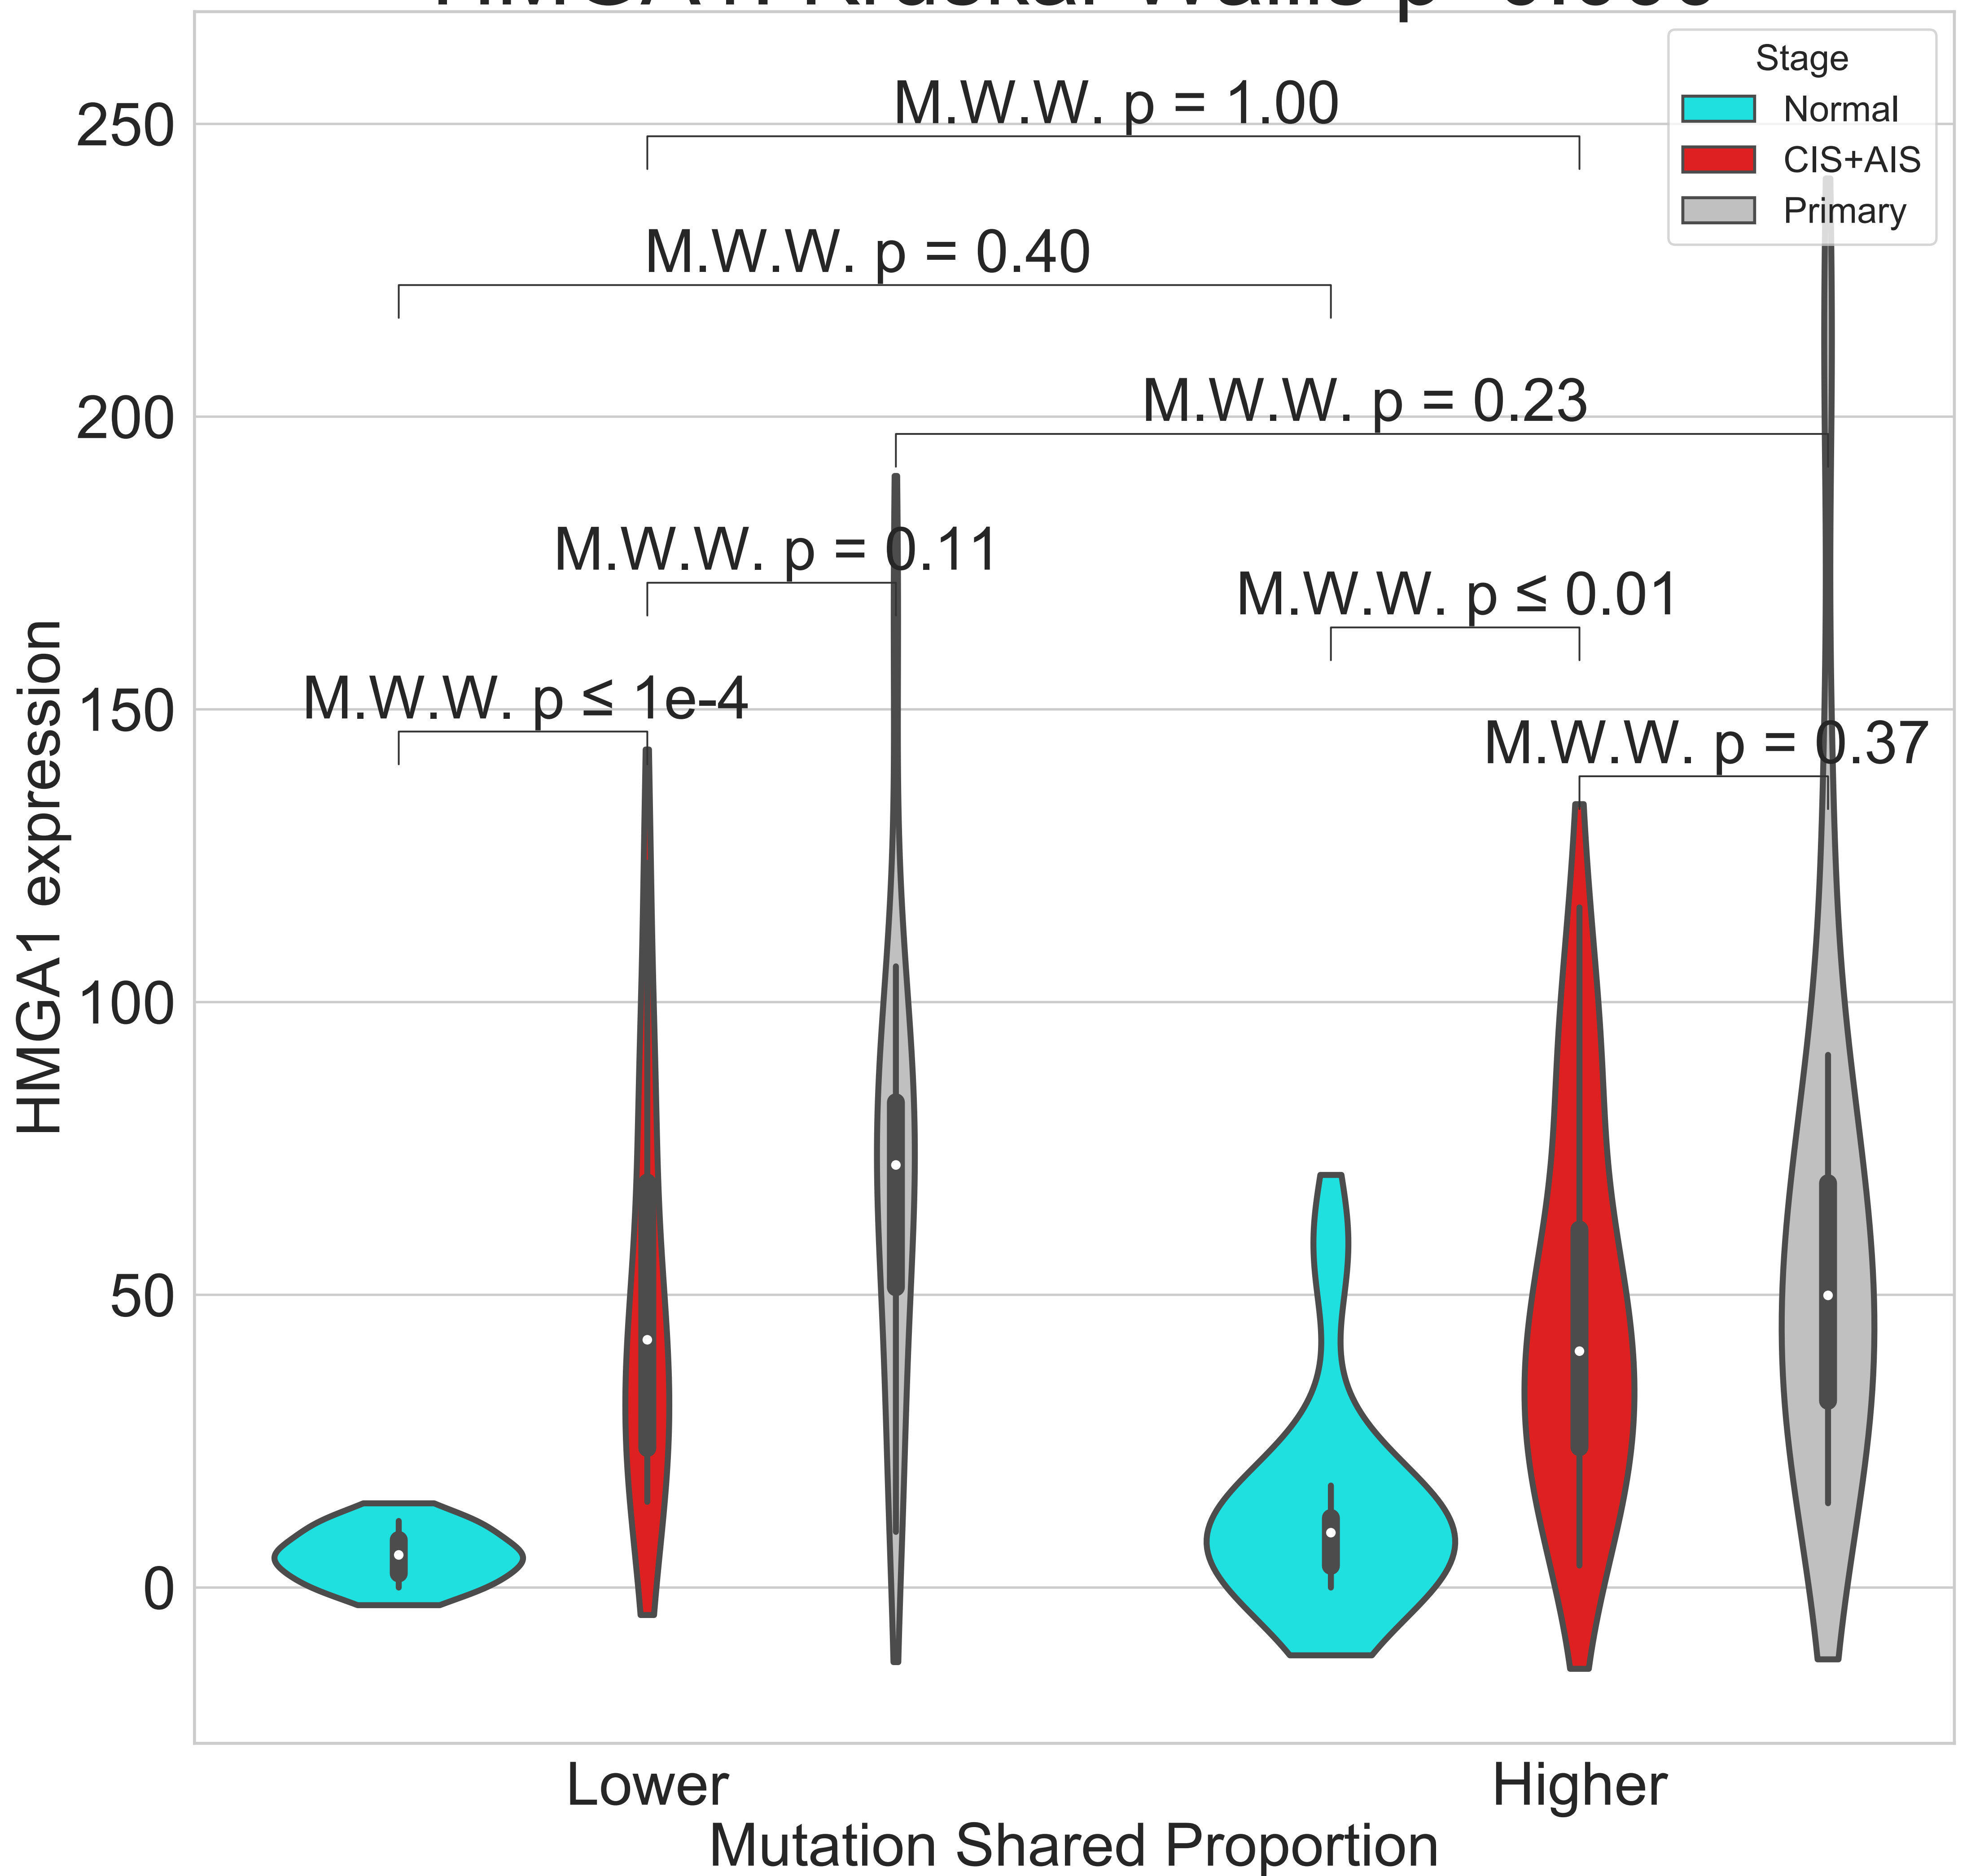 Stage
Normal
CIS+AIS
Primary
M.W.W. p = 1.00
M.W.W. p = 0.40
M.W.W. p = 0.23
M.W.W. p = 0.11
M.W.W. p ≤ 0.01
M.W.W. p ≤ 1e-4
M.W.W. p = 0.37
250
200
150
100
50
0
HMGA1 expression
Lower
Higher
Mutation Shared Proportion